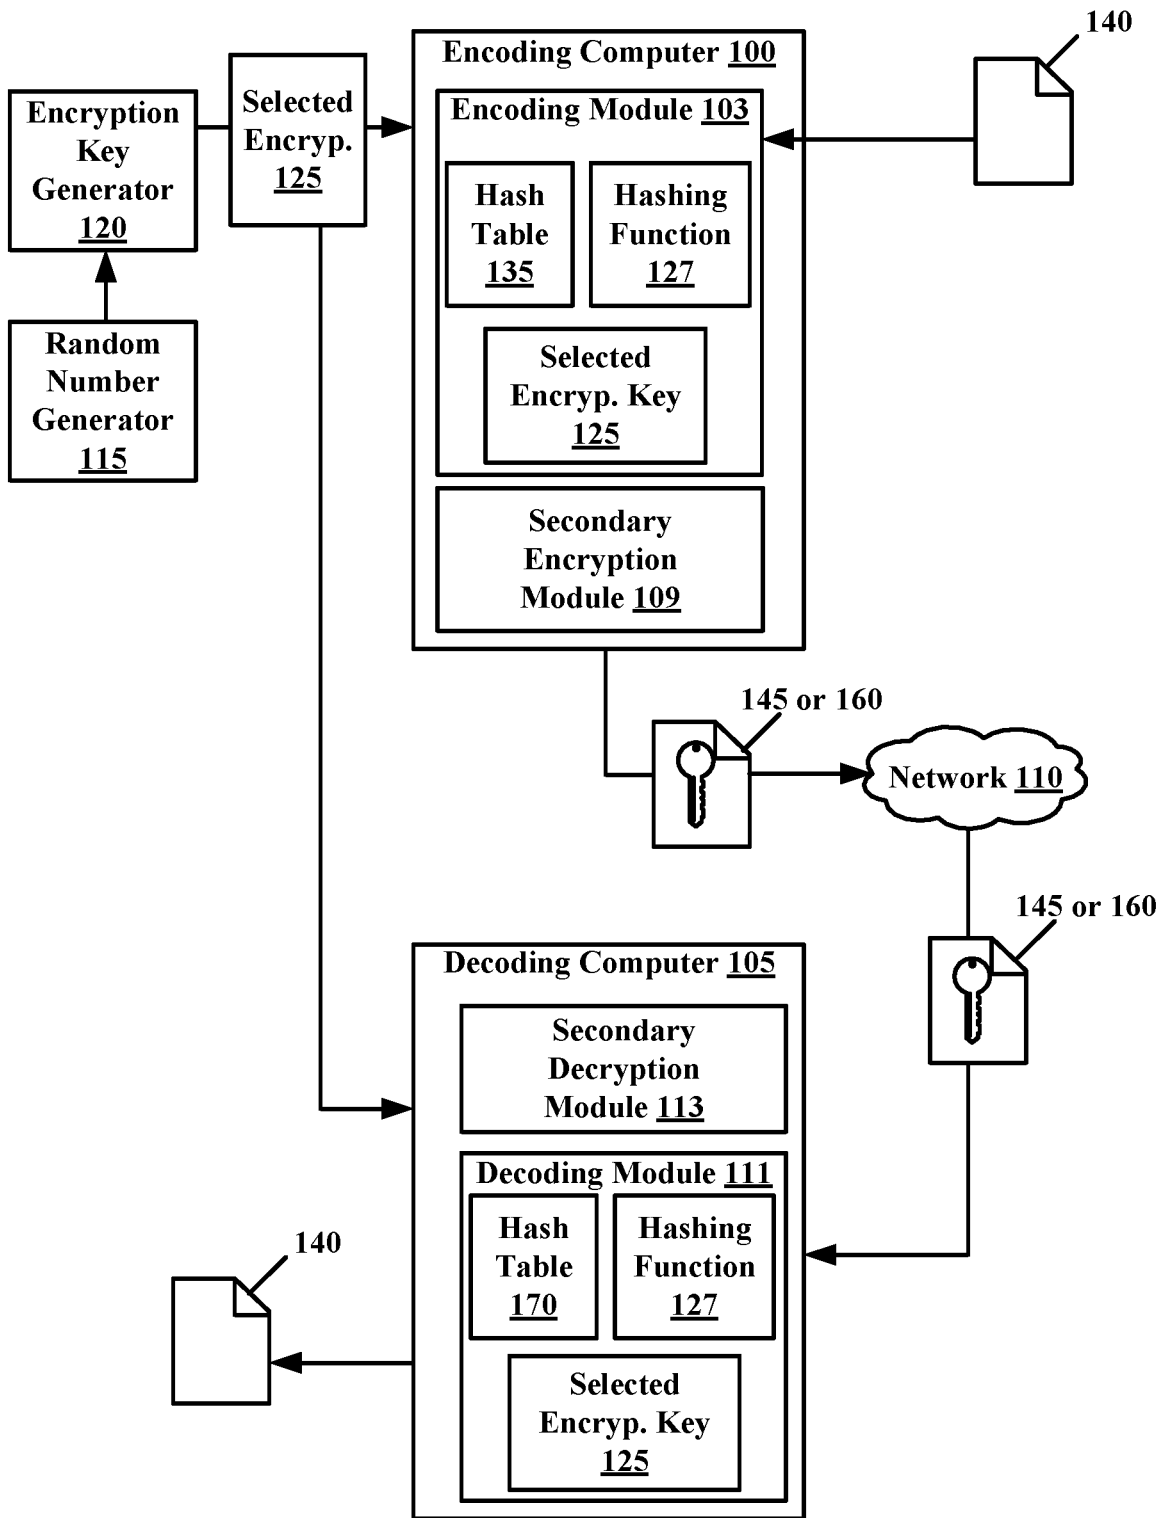 140
Encoding Computer 100
Selected
Encryp.
125
Encryption
Key
Generator
120
Encoding Module 103
Hash
Table
135
Hashing
Function
127
Random
Number
Generator
115
Selected
Encryp. Key
125
Secondary
Encryption
Module 109
145 or 160
Network 110
145 or 160
Decoding Computer 105
Secondary
Decryption
Module 113
Decoding Module 111
Hash
Table
170
Hashing
Function
127
140
Selected
Encryp. Key
125